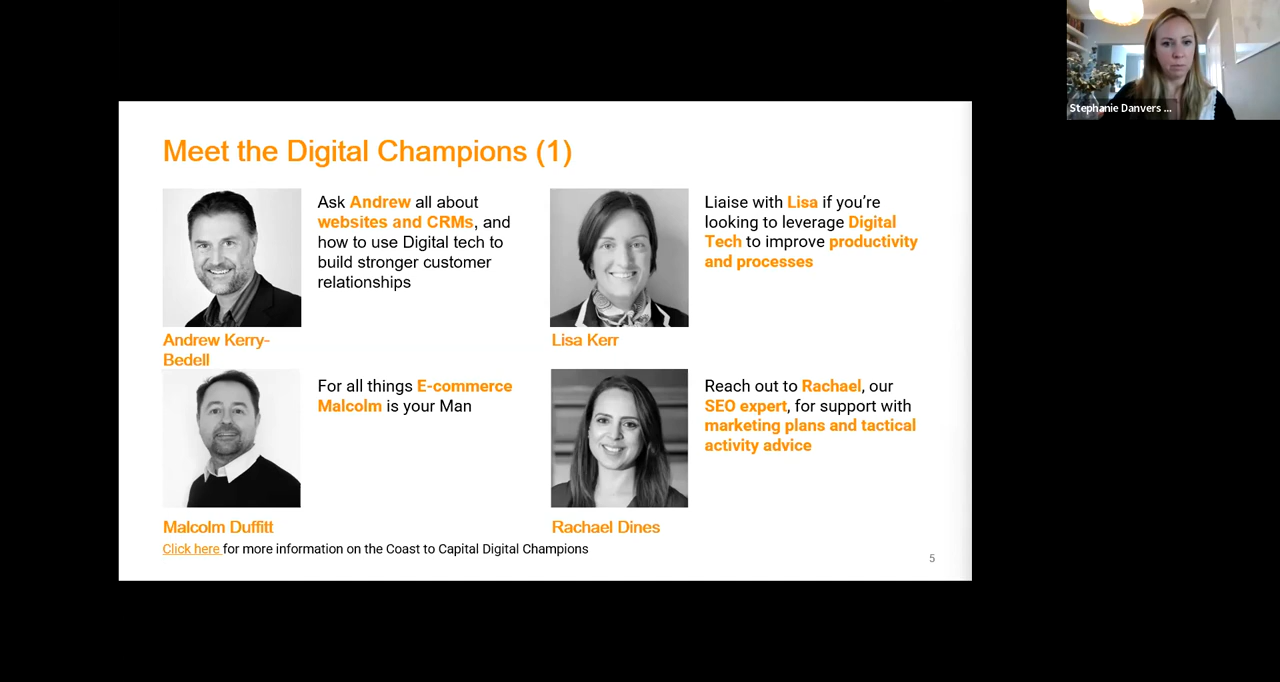 Stephanie Danvers ...
Meet the Digital Champions (1)
Ask Andrew all about
websites and CRMs, and
how to use Digital tech to
build stronger customer
relationships
Andrew Kerry-
Bedell
Liaise with Lisa if you’re
looking to leverage Digital
Tech to improve productivity
and processes
Lisa Kerr
For all things E-commerce
Malcolm is your Man
Malcolm Duffitt
Reach out to Rachael, our
SEO expert, for support with
marketing plans and tactical
activity advice
Rachael Dines
Click here for more information on the Coast to Capital Digital Champions
5